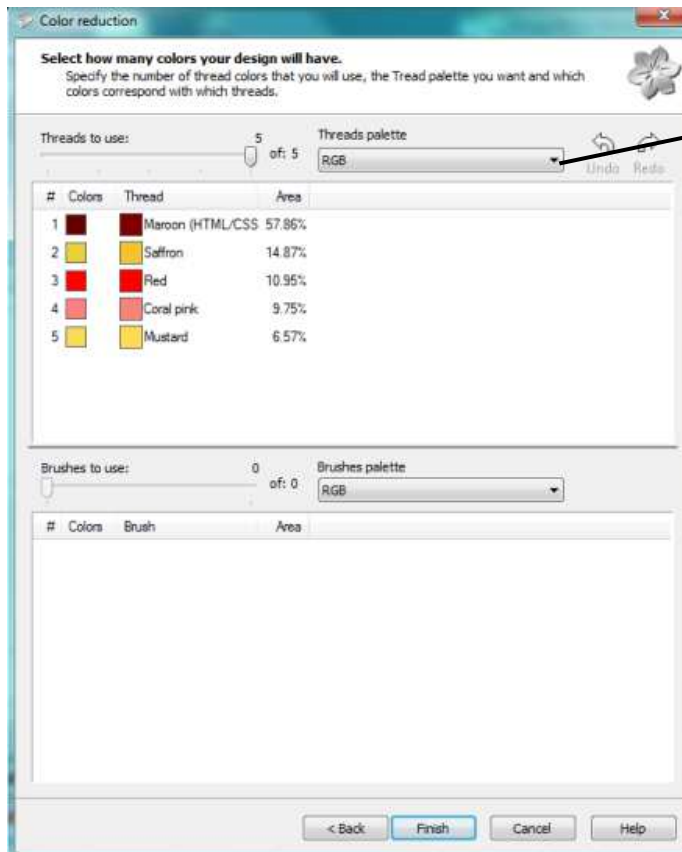 Color reduction
Select how many colors your design will have.
Specify the number of thread colors that you will use, the Tread palette you want and which
colors correspond with which threads.
Threads to use: 5 of: 5 Threads palette
RGB
Undo Redo
# Colors Thread Area
1 Maroon (HTML/CSS 57.86%
2 Saffron 14.87%
3 Red 10.95%
4 Coral pink 9.75%
5 Mustard 6.57%
Brushes to use: 0 of: 0 Brushes palette
RGB
# Colors Brush Area
< Back Finish Cancel Help